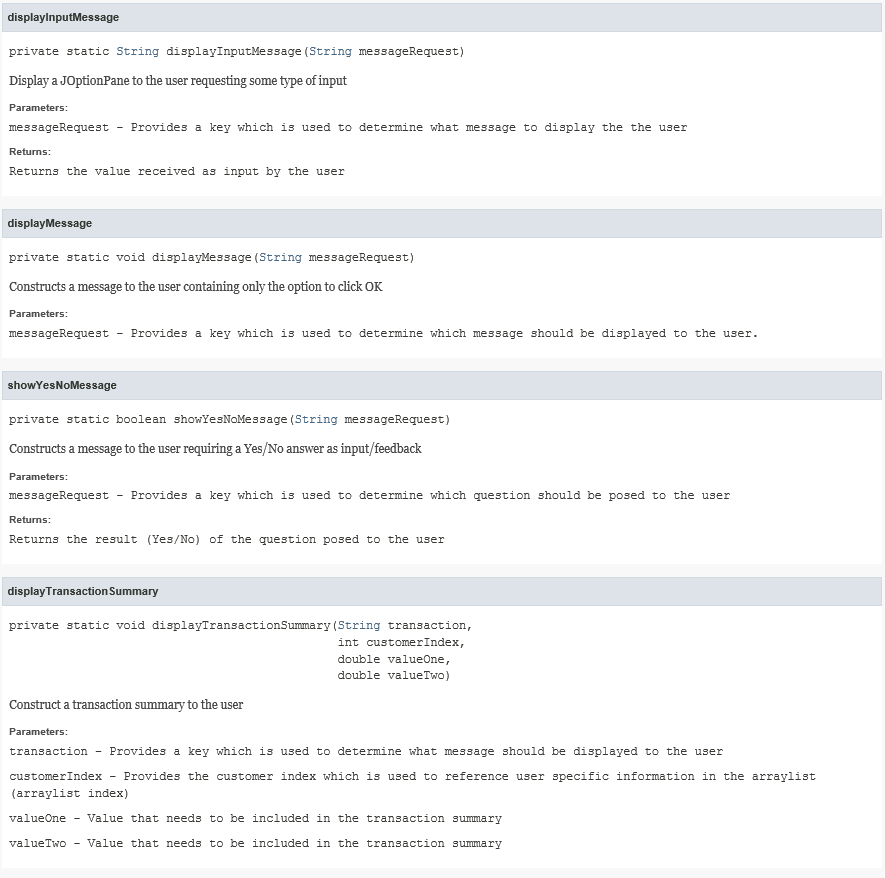 displayInputMessage
private static String displayInputMessage(String messageRequest)
Display a JOptionPane to the user requesting some type of input
Parameters:
messageRequest - Provides a key which is used to determine what message to display the the user
Returns:
Returns the value received as input by the user
displayMessage
private static void displayMessage(String messageRequest)
Constructs a message to the user containing only the option to click OK
Parameters:
messageRequest - Provides a key which is used to determine which message should be displayed to the user.
showYesNoMessage
private static boolean showYesNoMessage(String messageRequest)
Constructs a message to the user requiring a Yes/No answer as input/feedback
Parameters:
messageRequest - Provides a key which is used to determine which question should be posed to the user
Returns:
Returns the result (Yes/No) of the question posed to the user
displayTransactionSummary
private static void displayTransactionSummary(String transaction,
int customerIndex,
double valueOne,
double valueTwo)
Construct a transaction summary to the user
Parameters:
transaction - Provides a key which is used to determine what message should be displayed to the user
customerIndex - Provides the customer index which is used to reference user specific information in the arraylist
(arraylist index)
valueOne - Value that needs to be included in the transaction summary
valueTwo - Value that needs to be included in the transaction summary